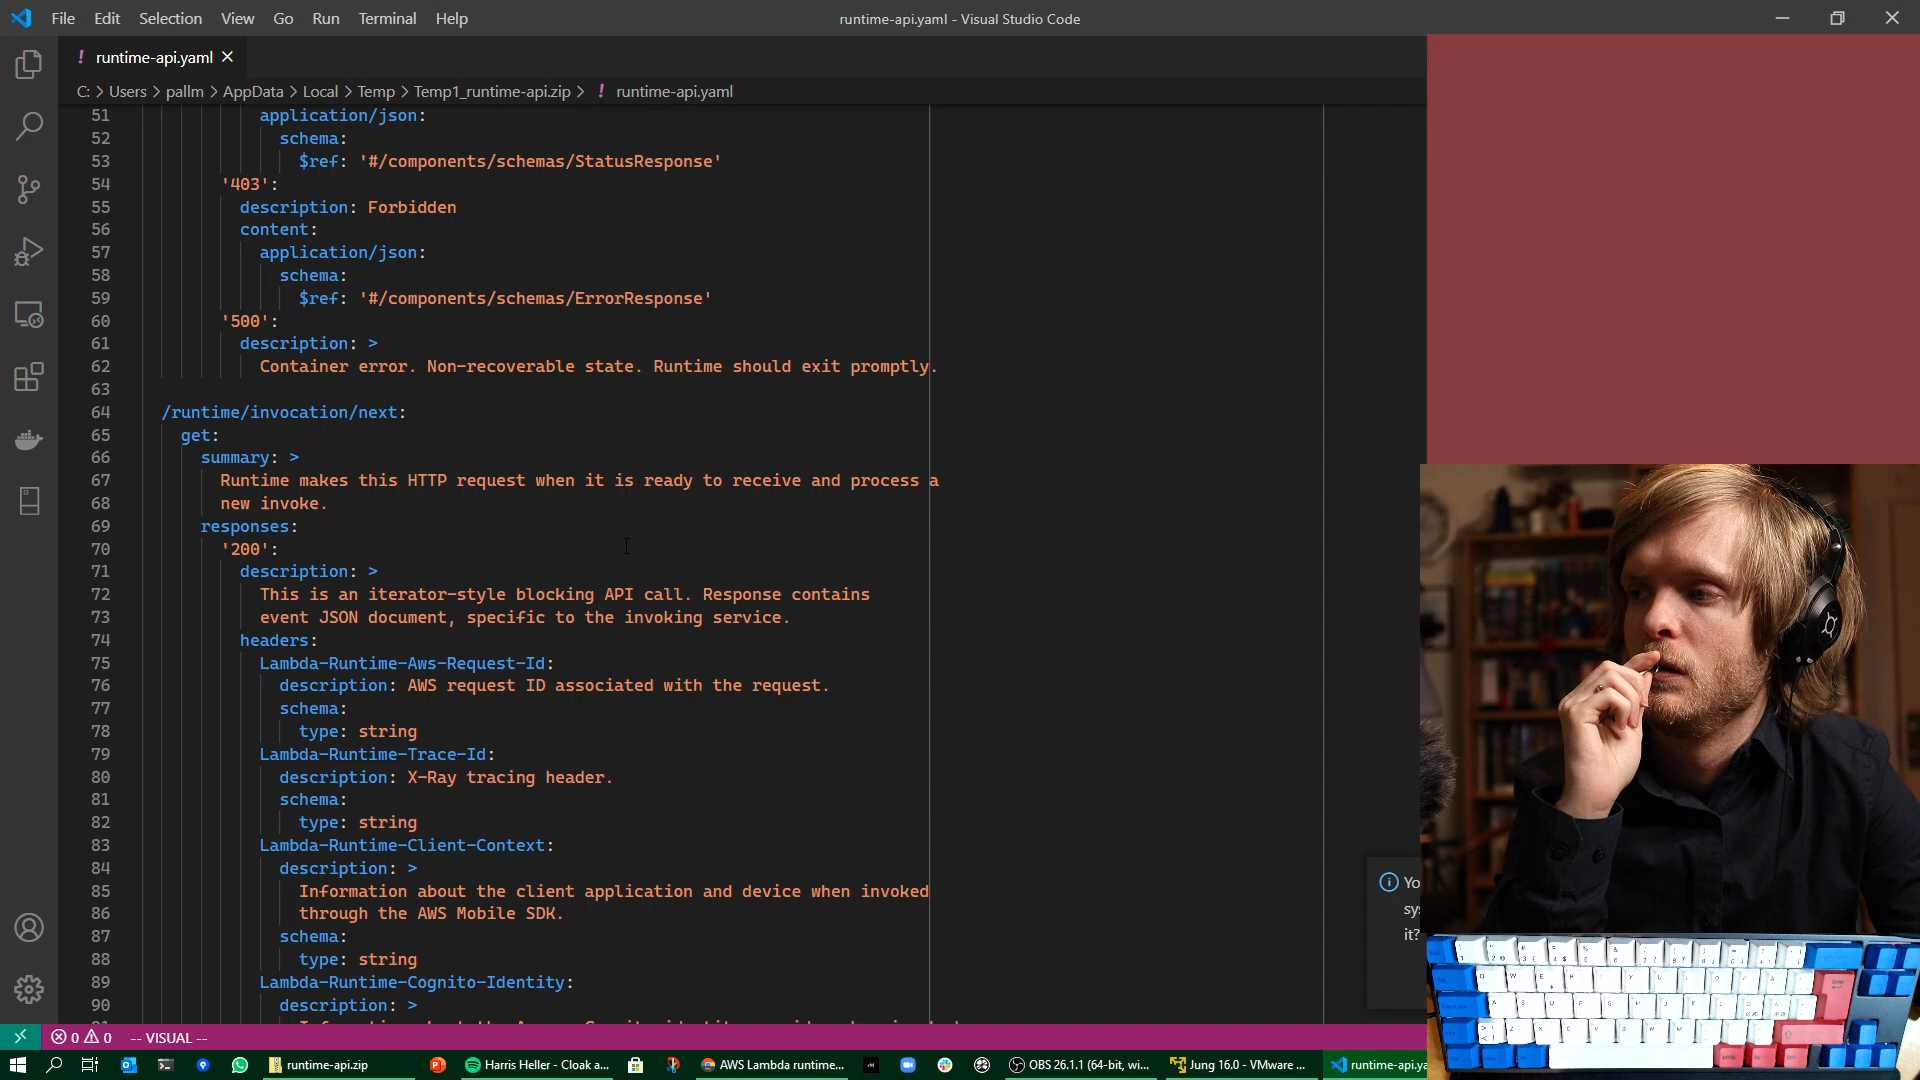 File Edit Selection View Go Run Terminal Help
runtime-api.yaml - Visual Studio Code
! runtime-api.yaml
C: > Users > pallm > AppData > Local > Temp > Temp1_runtime-api.zip > ! runtime-api.yaml
51 application/json:
52 schema:
53 $ref: '#/components/schemas/StatusResponse'
54 '403':
55 description: Forbidden
56 content:
57 application/json:
58 schema:
59 $ref: '#/components/schemas/ErrorResponse'
60 '500':
61 description: >
62 Container error. Non-recoverable state. Runtime should exit promptly.
63
64 /runtime/invocation/next:
65 get:
66 summary: >
67 Runtime makes this HTTP request when it is ready to receive and process a
68 new invoke.
69 responses:
70 '200':
71 description: >
72 This is an iterator-style blocking API call. Response contains
73 event JSON document, specific to the invoking service.
74 headers:
75 Lambda-Runtime-Aws-Request-Id:
76 description: AWS request ID associated with the request.
77 schema:
78 type: string
79 Lambda-Runtime-Trace-Id:
80 description: X-Ray tracing header.
81 schema:
82 type: string
83 Lambda-Runtime-Client-Context:
84 description: >
85 Information about the client application and device when invoked
86 through the AWS Mobile SDK.
87 schema:
88 type: string
89 Lambda-Runtime-Cognito-Identity:
90 description: >
Yo
sys
it?
0 0 -- VISUAL --
runtime-api.zip
Harris Heller - Cloak a...
AWS Lambda runtime...
OBS 26.1.1 (64-bit, wi...
Jung 16.0 - VMware ...
runtime-api.ya